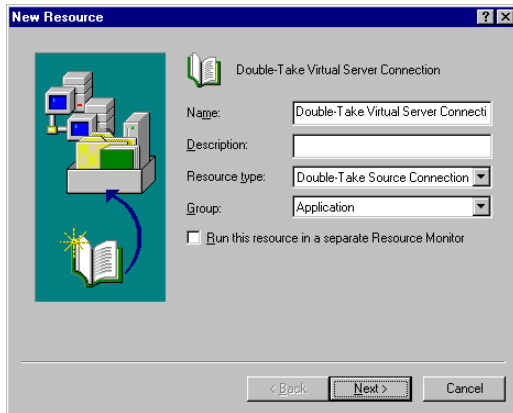 New Resource
Double-Take Virtual Server Connection
Name: Double-Take Virtual Server Connecti
Description:
Resource type: Double-Take Source Connection
Group: Application
Run this resource in a separate Resource Monitor
< Back Next > Cancel